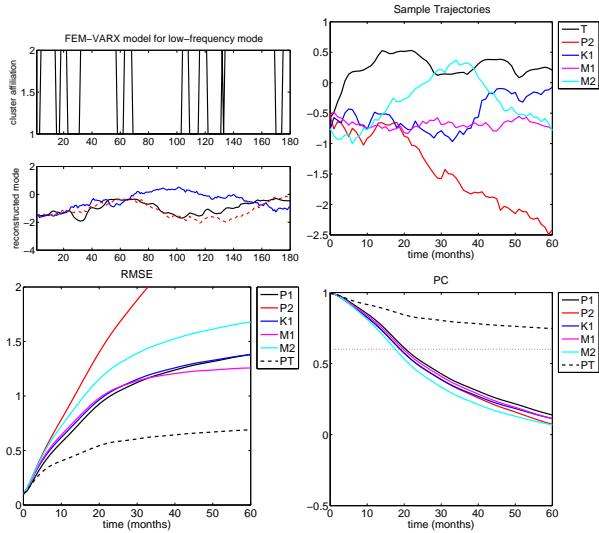 FEM−VARX model for low−frequency mode
cluster affiliation
2
1
20 40 60 80 100 120 140 160 180
reconstructed mode
2
0
−2
−4
0 20 40 60 80 100 120 140 160 180
Sample Trajectories
1
0.5
0
−0.5
−1
−1.5
−2
−2.5
0 10 20 30 40 50 60
time (months)
T
P2
K1
M1
M2
RMSE
2
1.5
1
0.5
0
0 10 20 30 40 50 60
time (months)
P1
P2
K1
M1
M2
PT
PC
1
0.5
0
−0.5
0 10 20 30 40 50 60
time (months)
P1
P2
K1
M1
M2
PT